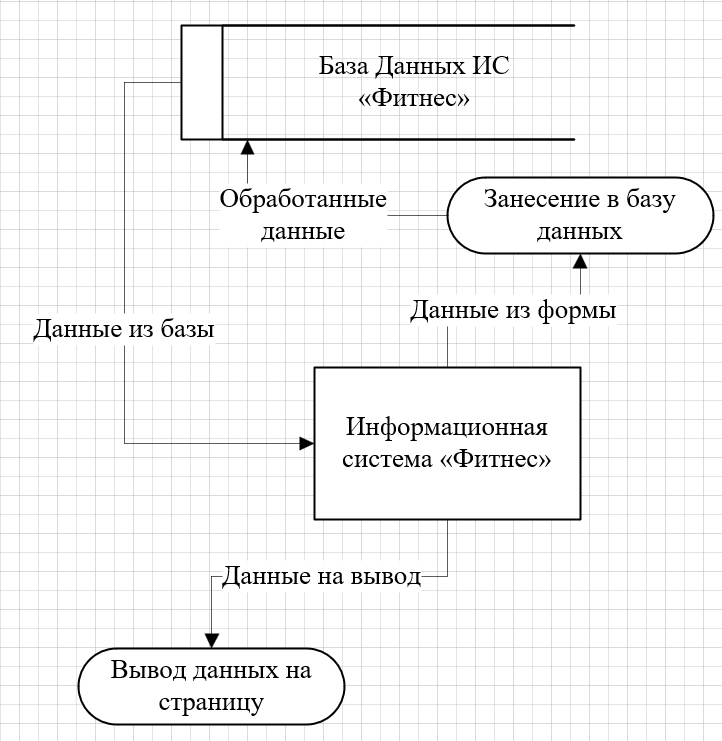 База Данных ИС
«Фитнес»
Обработанные
данные
Занесение в базу
данных
Данные из формы
Данные из базы
Информационная
система «Фитнес»
Данные на вывод
Вывод данных на
страницу